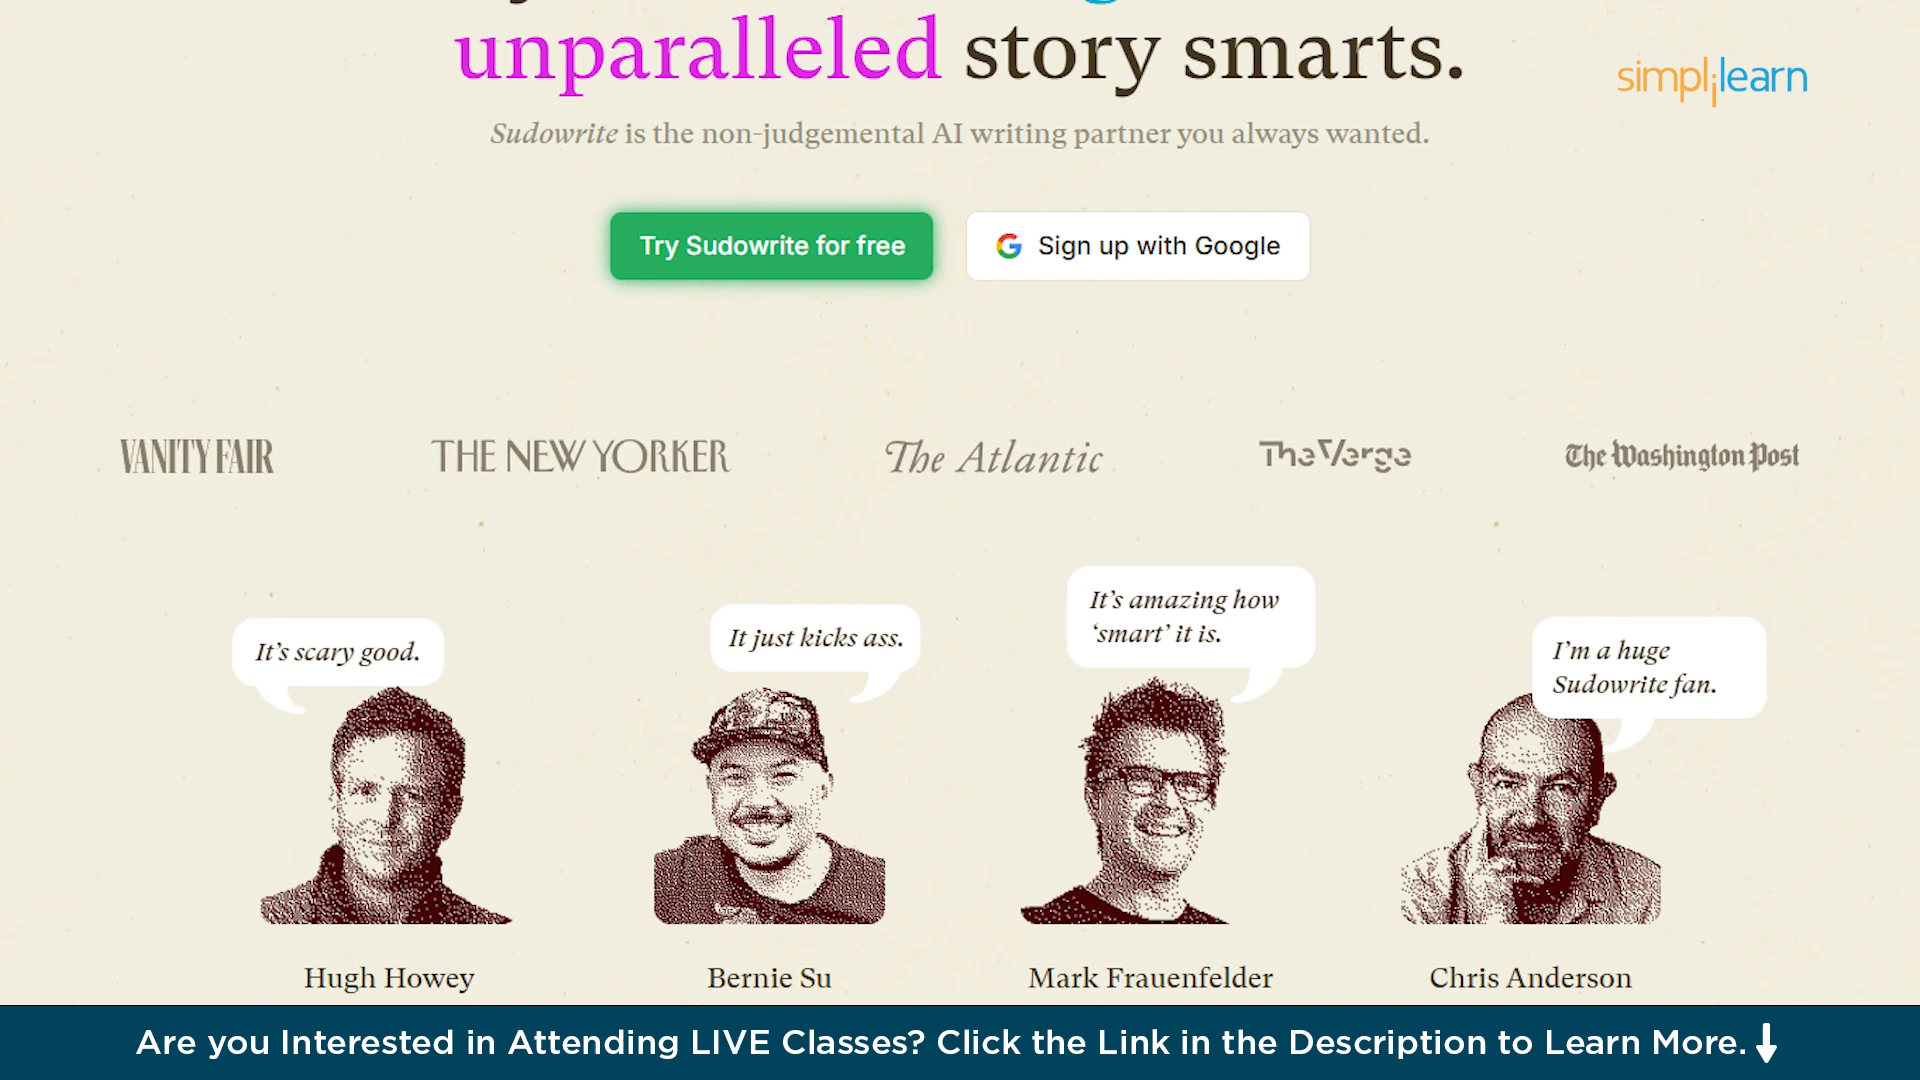 unparalleled story smarts.
simplilearn
Sudowrite is the non-judgemental AI writing partner you always wanted.
Try Sudowrite for free
Sign up with Google
VANITY FAIR
THE NEW YORKER
The Atlantic
The Verge
The Washington Post
It’s scary good.
It just kicks ass.
It’s amazing how
‘smart’ it is.
I’m a huge
Sudowrite fan.
Hugh Howey
Bernie Su
Mark Frauenfelder
Chris Anderson
Are you Interested in Attending LIVE Classes? Click the Link in the Description to Learn More.